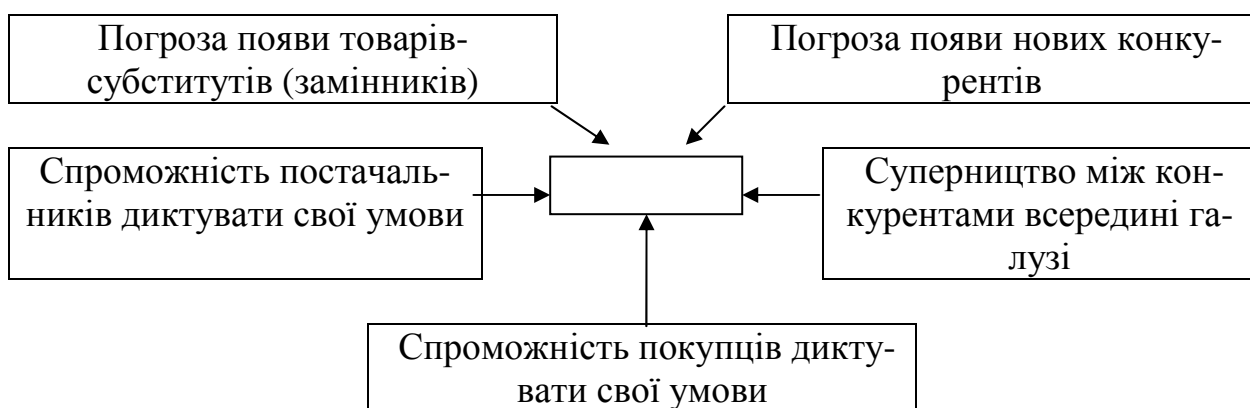 Погроза появи товарів-
субститутів (замінників)
Погроза появи нових конку-
рентів
Спроможність постачаль-
ників диктувати свої умови
Суперництво між кон-
курентами всередині га-
лузі
Спроможність покупців дикту-
вати свої умови